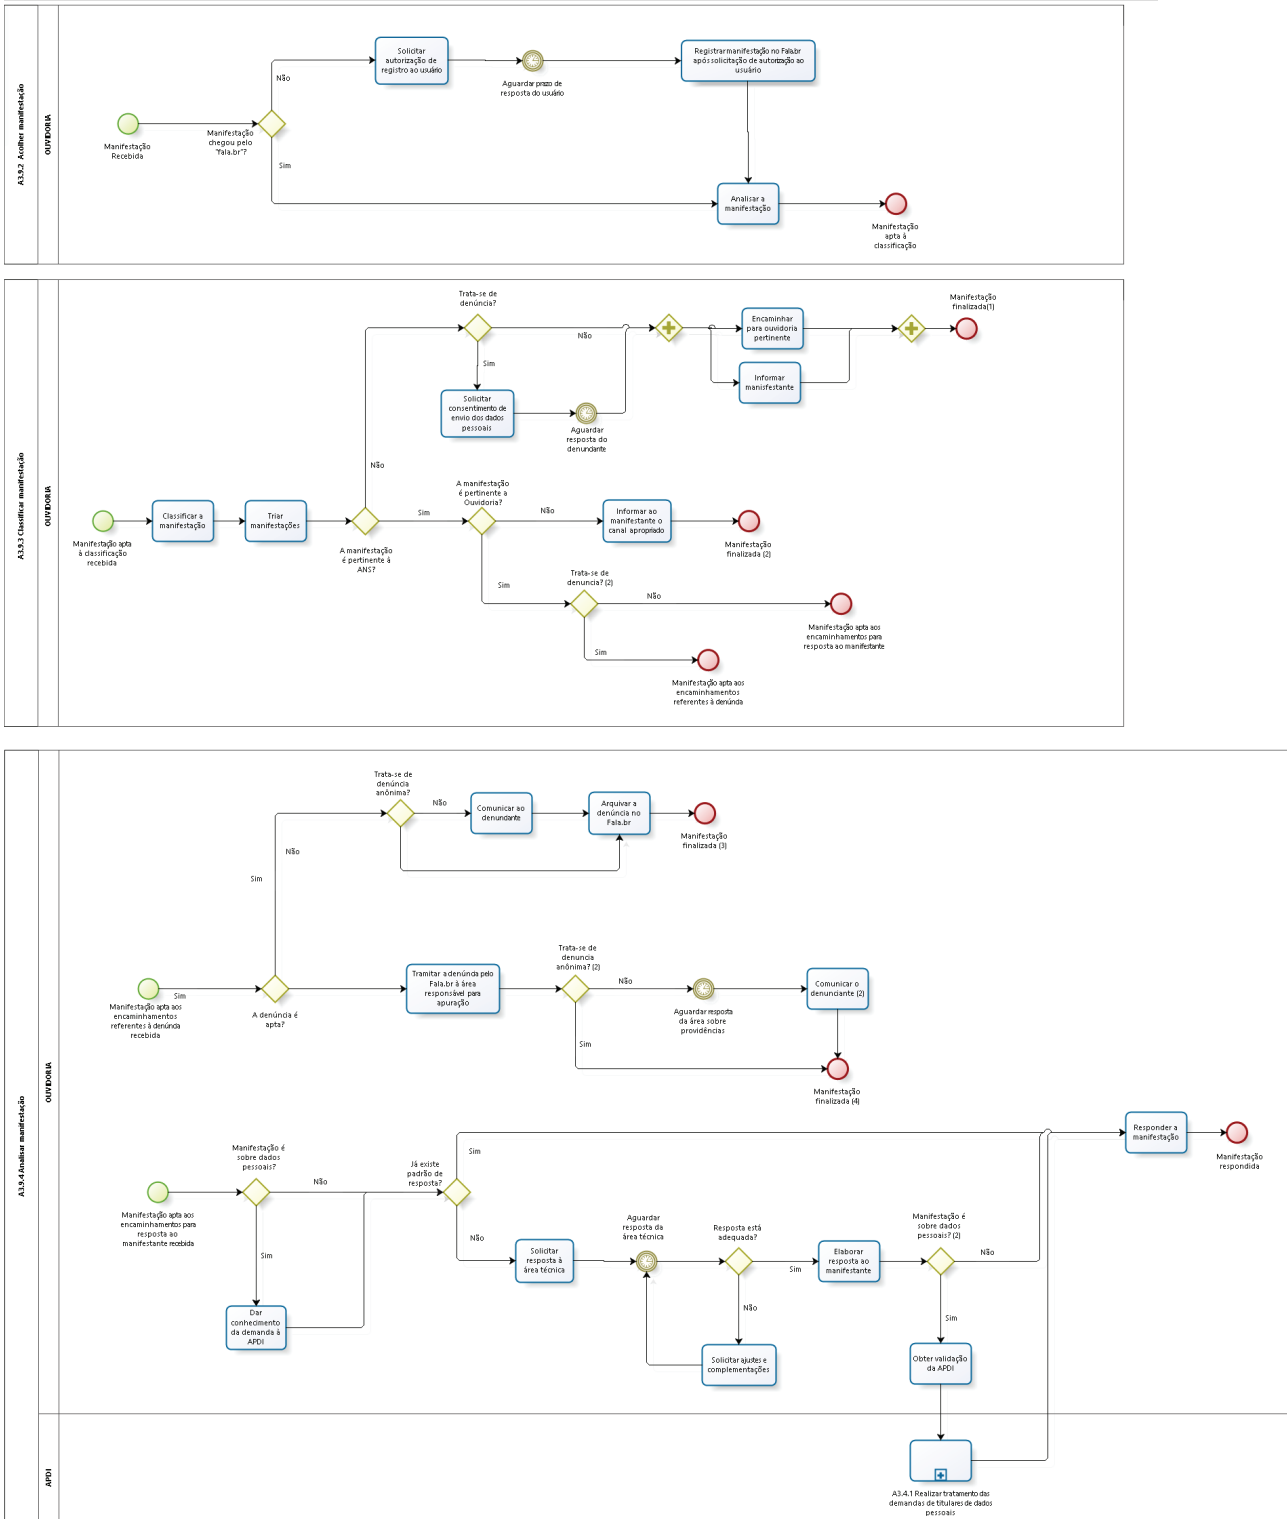 A3.9.2 Acolher manifestação
OUVIDORIA
Manifestação
Recebida
Manifestação
chegou pelo
"fala.br"?
Não
Sim
Solicitar
autorização de
registro ao usuário
Aguardar prazo de
resposta do usuário
Registrar manifestação no Fala.br
após solicitação de autorização ao
usuário
Analisar a
manifestação
Manifestação
apta à
classificação
A3.9.3 Classificar manifestação
OUVIDORIA
Manifestação apta
à classificação
recebida
Classificar a
manifestação
Triar
manifestações
A manifestação
é pertinente à
ANS?
Não
Sim
Trata-se de
denúncia?
Não
Sim
Solicitar
consentimento de
envio dos dados
pessoais
Aguardar
resposta do
denunciante
Encaminhar
para ouvidoria
pertinente
Informar
manisfestante
Manifestação
finalizada(1)
A manifestação
é pertinente a
Ouvidoria?
Não
Sim
Informar ao
manifestante o
canal apropriado
Manifestação
finalizada (2)
Trata-se de
denuncia? (2)
Não
Sim
Manifestação apta aos
encaminhamentos para
resposta ao manifestante
Manifestação apta aos
encaminhamentos
referentes à denúncia
A3.9.4 Analisar manifestação
OUVIDORIA
Trata-se de
denúncia
anônima?
Não
Comunicar ao
denunciante
Arquivar a
denúncia no
Fala.br
Manifestação
finalizada (3)
Não
Sim
Manifestação apta aos
encaminhamentos
referentes à denúncia
recebida
Sim
A denúncia é
apta?
Tramitar a denúncia pelo
Fala.br à área
responsável para
apuração
Trata-se de
denuncia
anônima? (2)
Não
Sim
Aguardar resposta
da área sobre
providências
Comunicar o
denunciante (2)
Manifestação
finalizada (4)
Manifestação apta aos
encaminhamentos para
resposta ao
manifestante recebida
Manifestação é
sobre dados
pessoais?
Não
Sim
Dar
conhecimento
da demanda à
APDI
Já existe
padrão de
resposta?
Sim
Não
Solicitar
resposta à
área técnica
Aguardar
resposta da
área técnica
Resposta está
adequada?
Sim
Não
Solicitar ajustes e
complementações
Elaborar
resposta ao
manifestante
Manifestação é
sobre dados
pessoais? (2)
Não
Sim
Obter validação
da APDI
Responder a
manifestação
Manifestação
respondida
APDI
A3.4.1 Realizar tratamento das
demandas de titulares de dados
pessoais